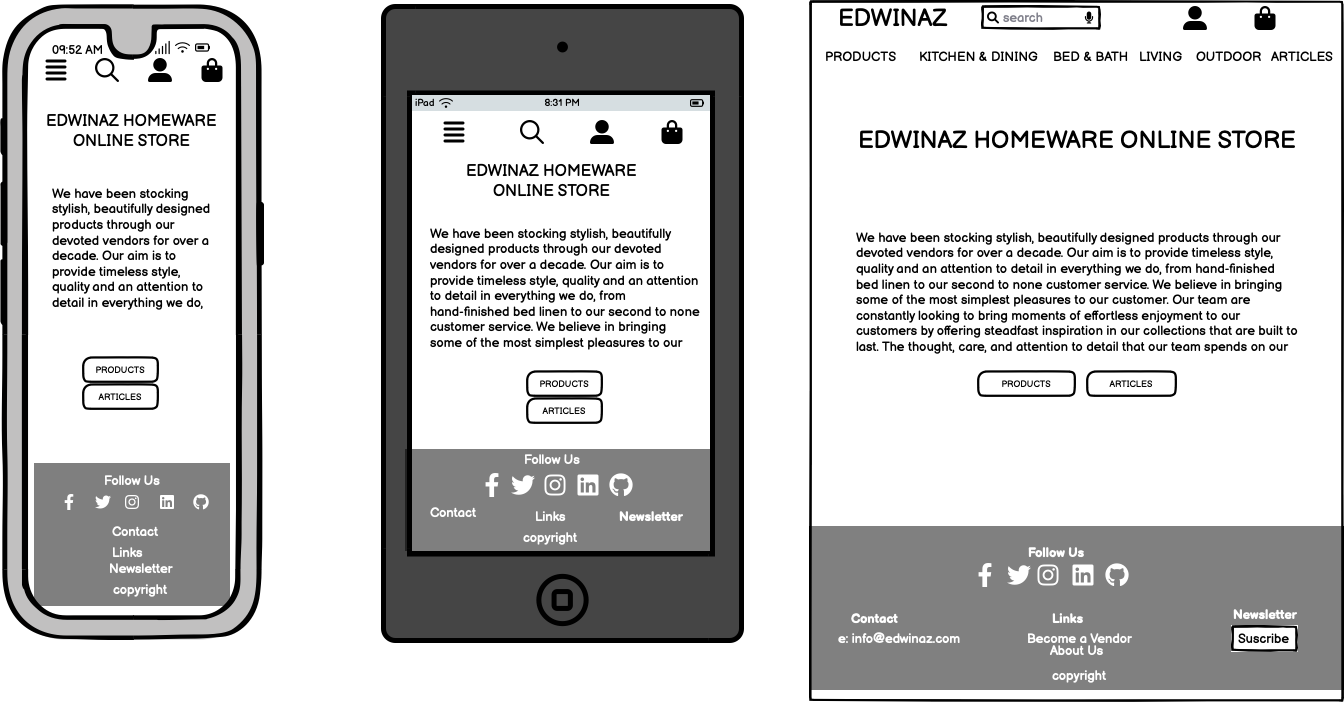 09:52 AM
EDWINAZ HOMEWARE
ONLINE STORE
We have been stocking
stylish, beautifully designed
products through our
devoted vendors for over a
decade. Our aim is to
provide timeless style,
quality and an attention to
detail in everything we do,
PRODUCTS
ARTICLES
Follow Us
Contact
Links
Newsletter
copyright
iPad 8:31 PM
EDWINAZ HOMEWARE
ONLINE STORE
We have been stocking stylish, beautifully
designed products through our devoted
vendors for over a decade. Our aim is to
provide timeless style, quality and an attention
to detail in everything we do, from
hand-finished bed linen to our second to none
customer service. We believe in bringing
some of the most simplest pleasures to our
PRODUCTS
ARTICLES
Follow Us
Contact Links Newsletter
copyright
EDWINAZ search
PRODUCTS KITCHEN & DINING BED & BATH LIVING OUTDOOR ARTICLES
EDWINAZ HOMEWARE ONLINE STORE
We have been stocking stylish, beautifully designed products through our
devoted vendors for over a decade. Our aim is to provide timeless style,
quality and an attention to detail in everything we do, from hand-finished
bed linen to our second to none customer service. We believe in bringing
some of the most simplest pleasures to our customer. Our team are
constantly looking to bring moments of effortless enjoyment to our
customers by offering steadfast inspiration in our collections that are built to
last. The thought, care, and attention to detail that our team spends on our
PRODUCTS ARTICLES
Follow Us
Contact Links Newsletter
e: info@edwinaz.com Become a Vendor Suscribe
About Us
copyright